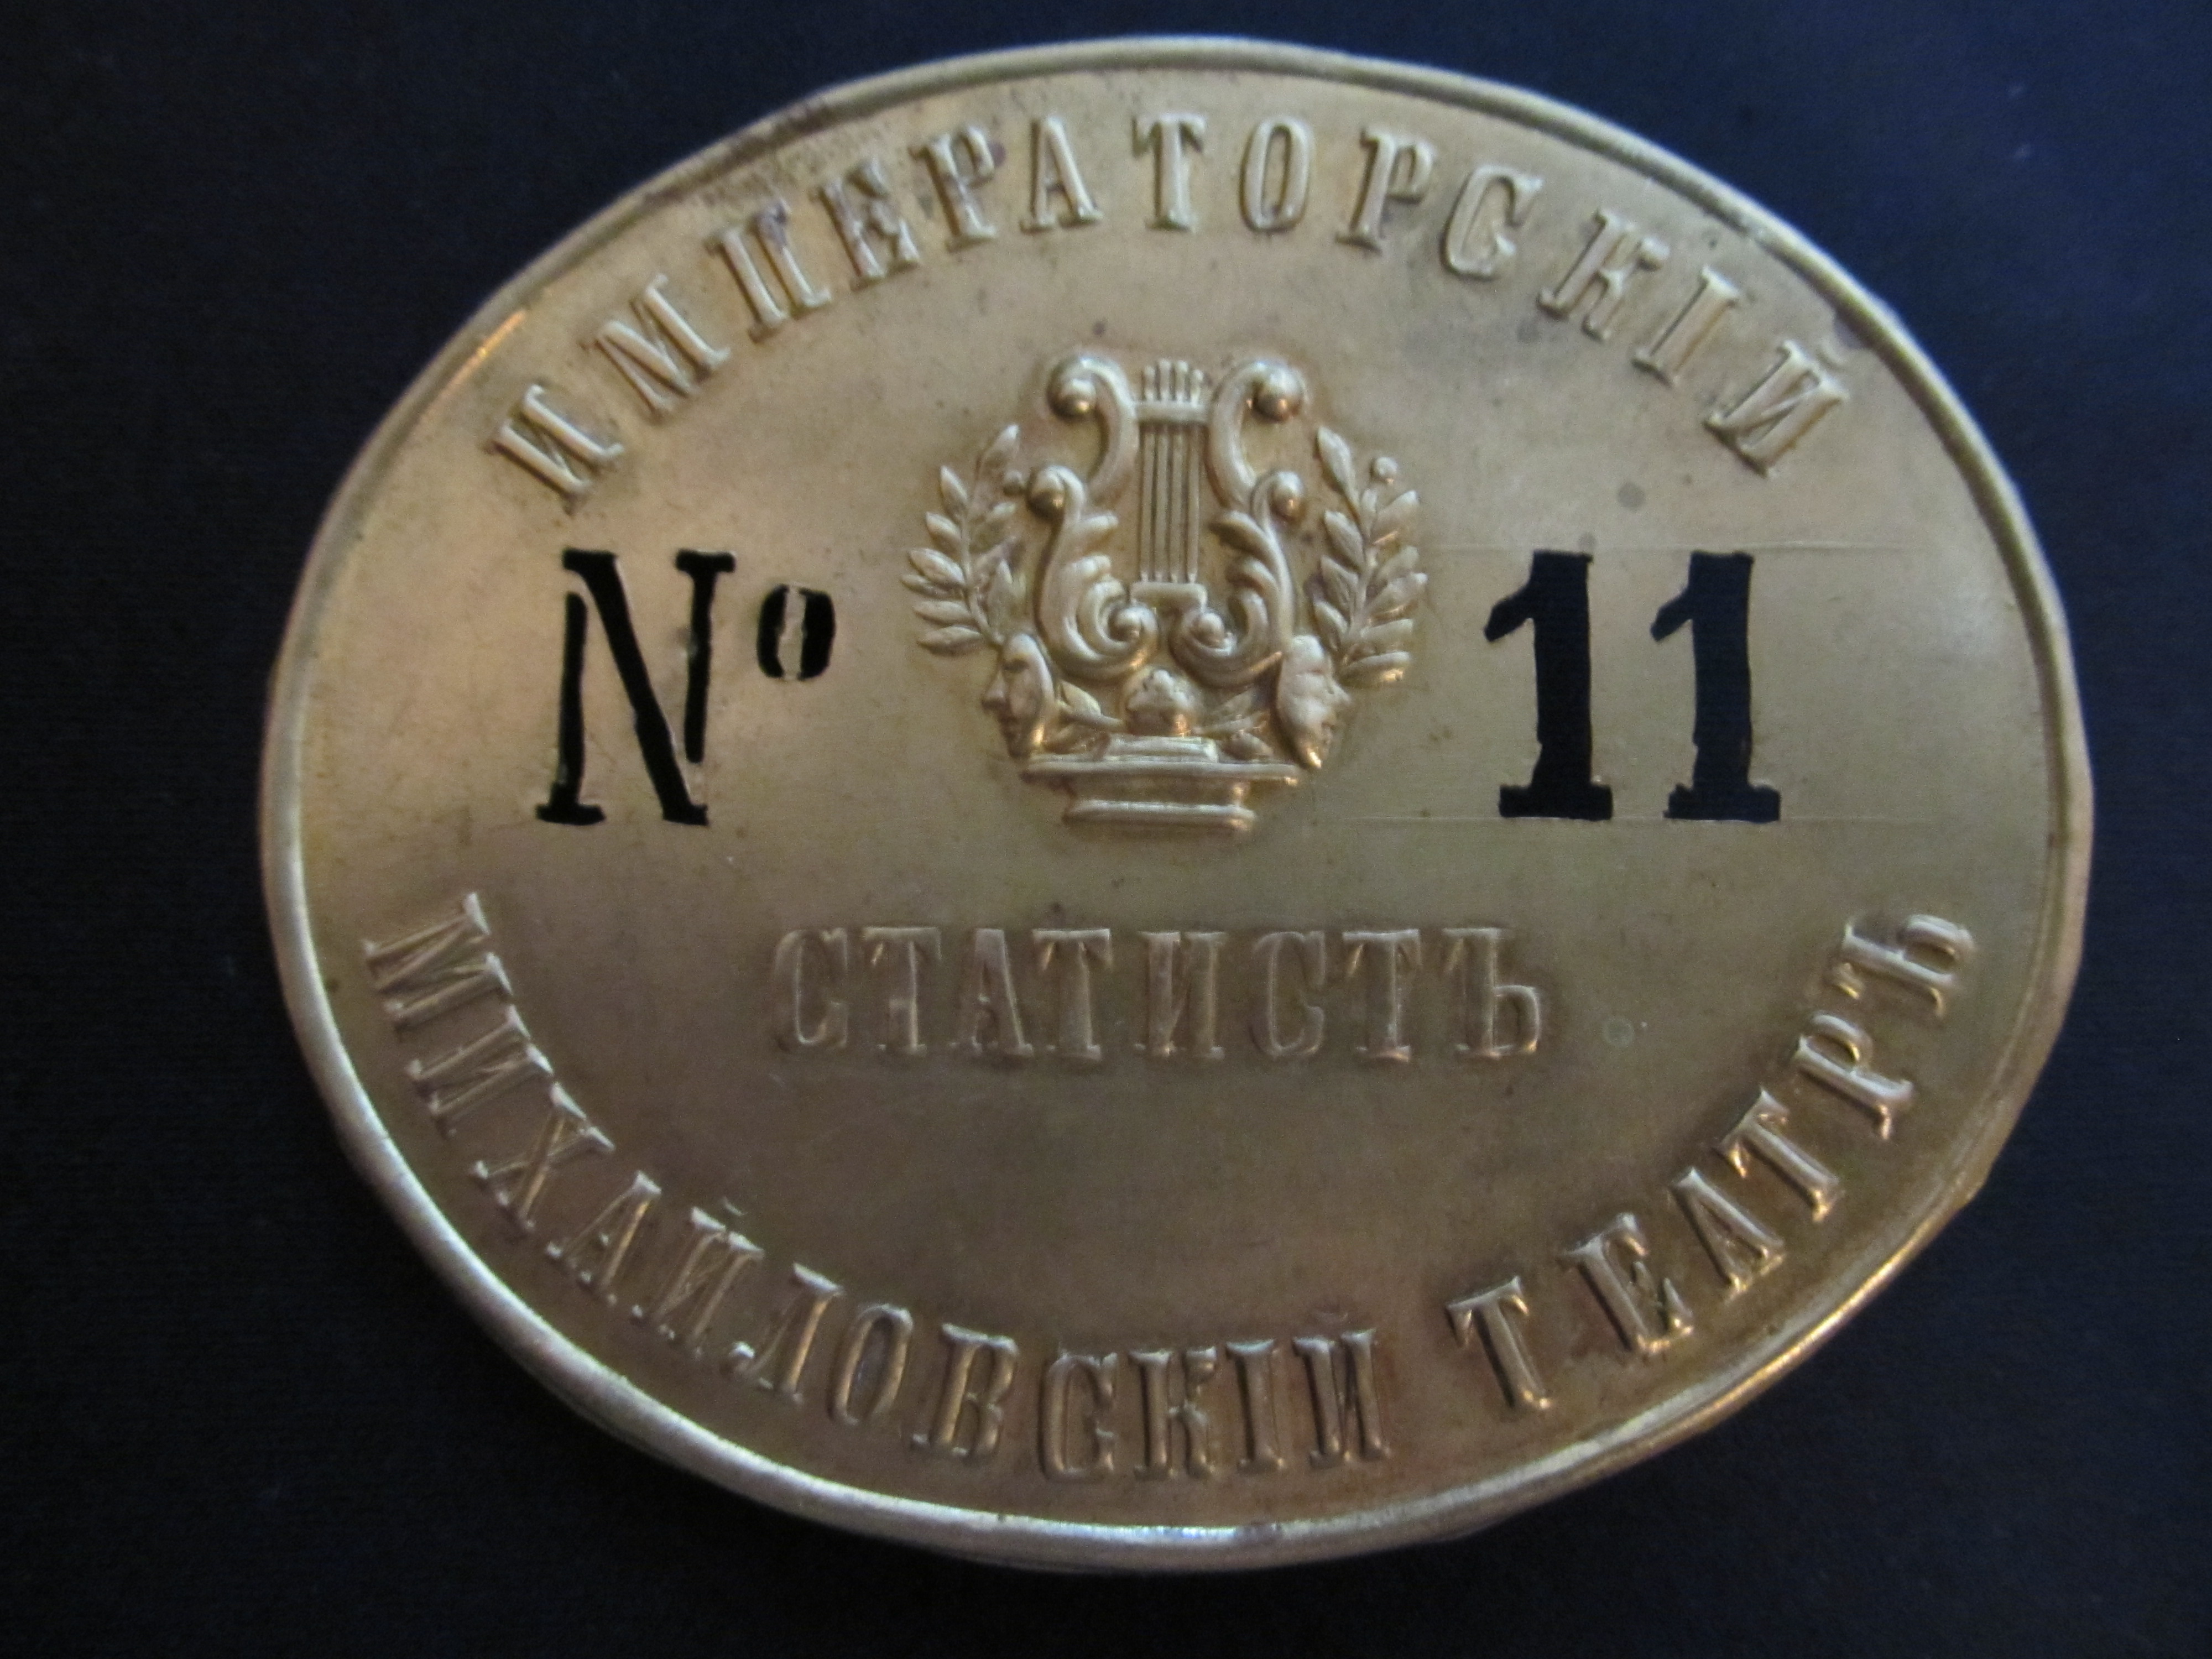 ИМПЕРАТОРСКІЙ
№ 11
СТАТИСТЪ
МИХАЙЛОВСКІЙ ТЕАТРЪ